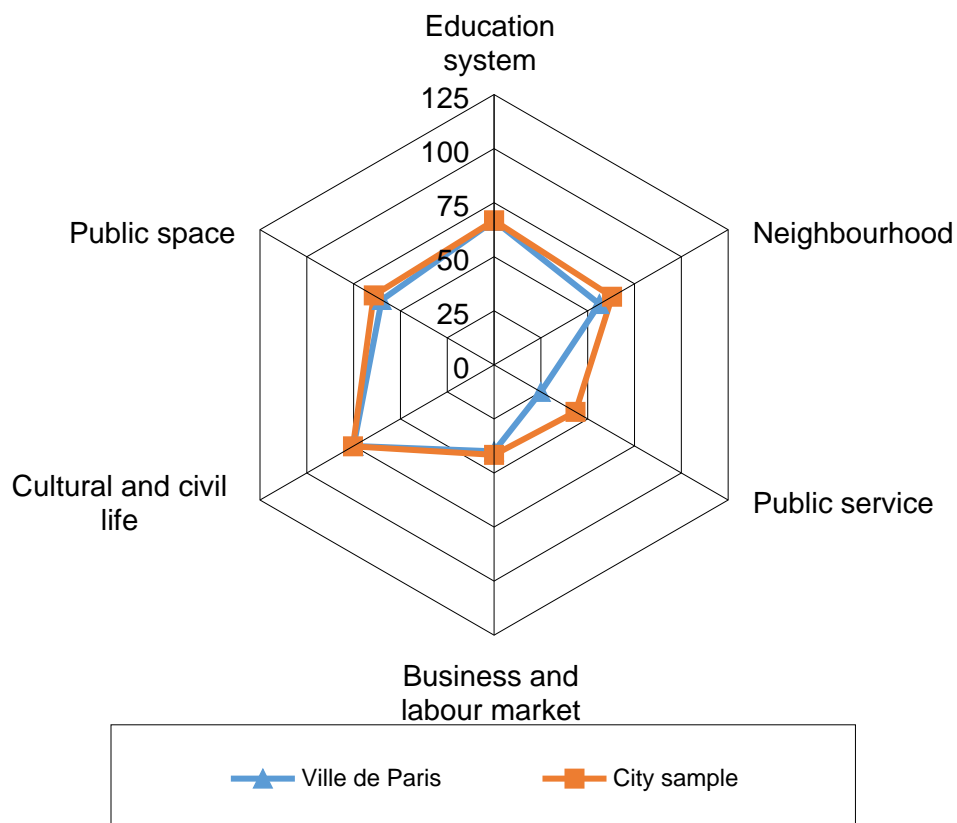 Education
system
125
100
75
50
25
0
Public space
Neighbourhood
Cultural and civil
life
Public service
Business and
labour market
Ville de Paris
City sample